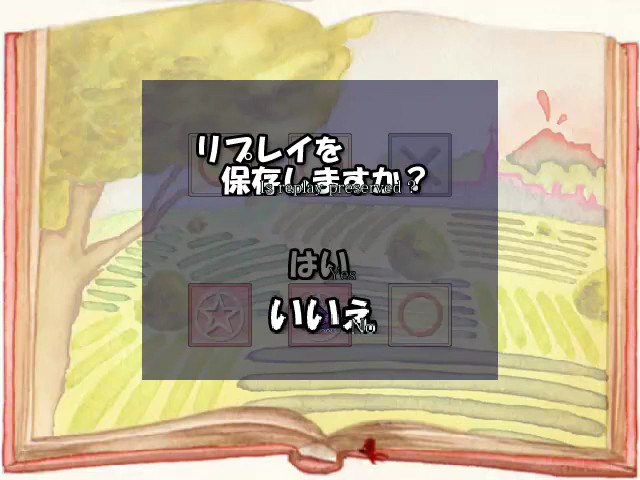 リプレイを
保存しますか？
Is replay preserved ?
はい
Yes
いいえ
No